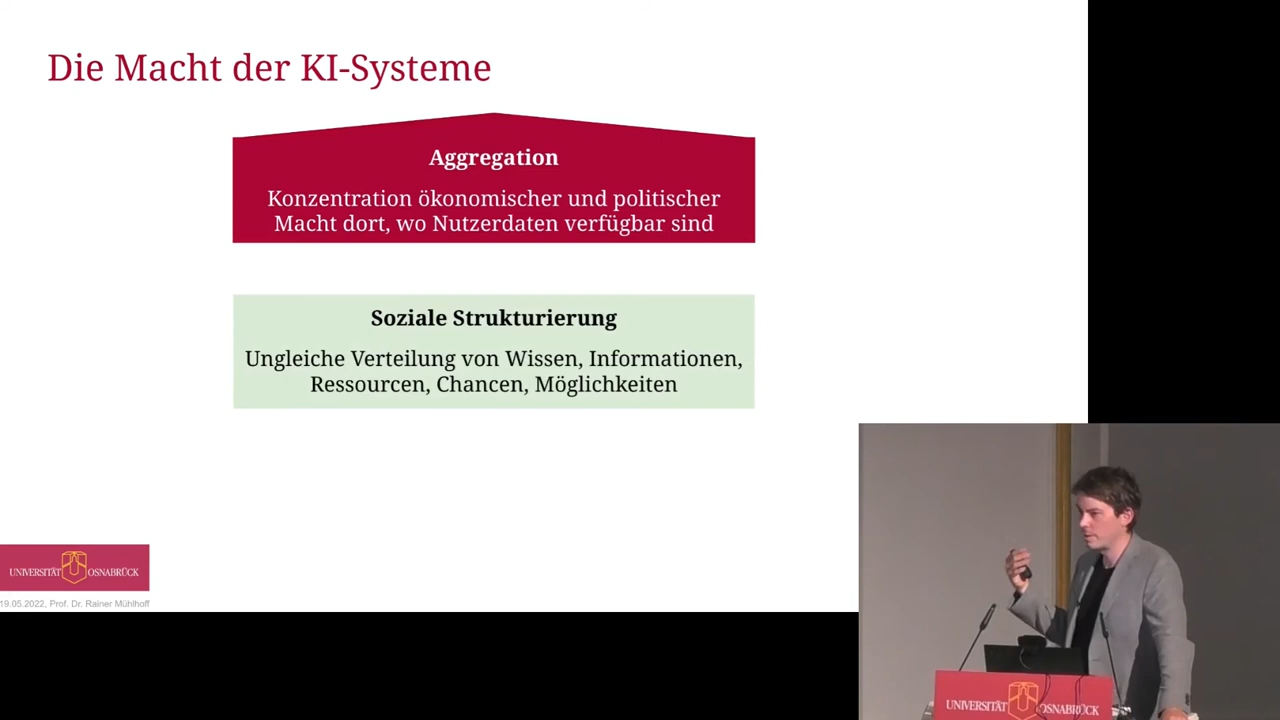 Die Macht der KI-Systeme
Aggregation
Konzentration ökonomischer und politischer
Macht dort, wo Nutzerdaten verfügbar sind
Soziale Strukturierung
Ungleiche Verteilung von Wissen, Informationen,
Ressourcen, Chancen, Möglichkeiten
UNIVERSITÄT OSNABRÜCK
19.05.2022, Prof. Dr. Rainer Mühlhoff
UNIVERSITÄT OSNABRÜCK